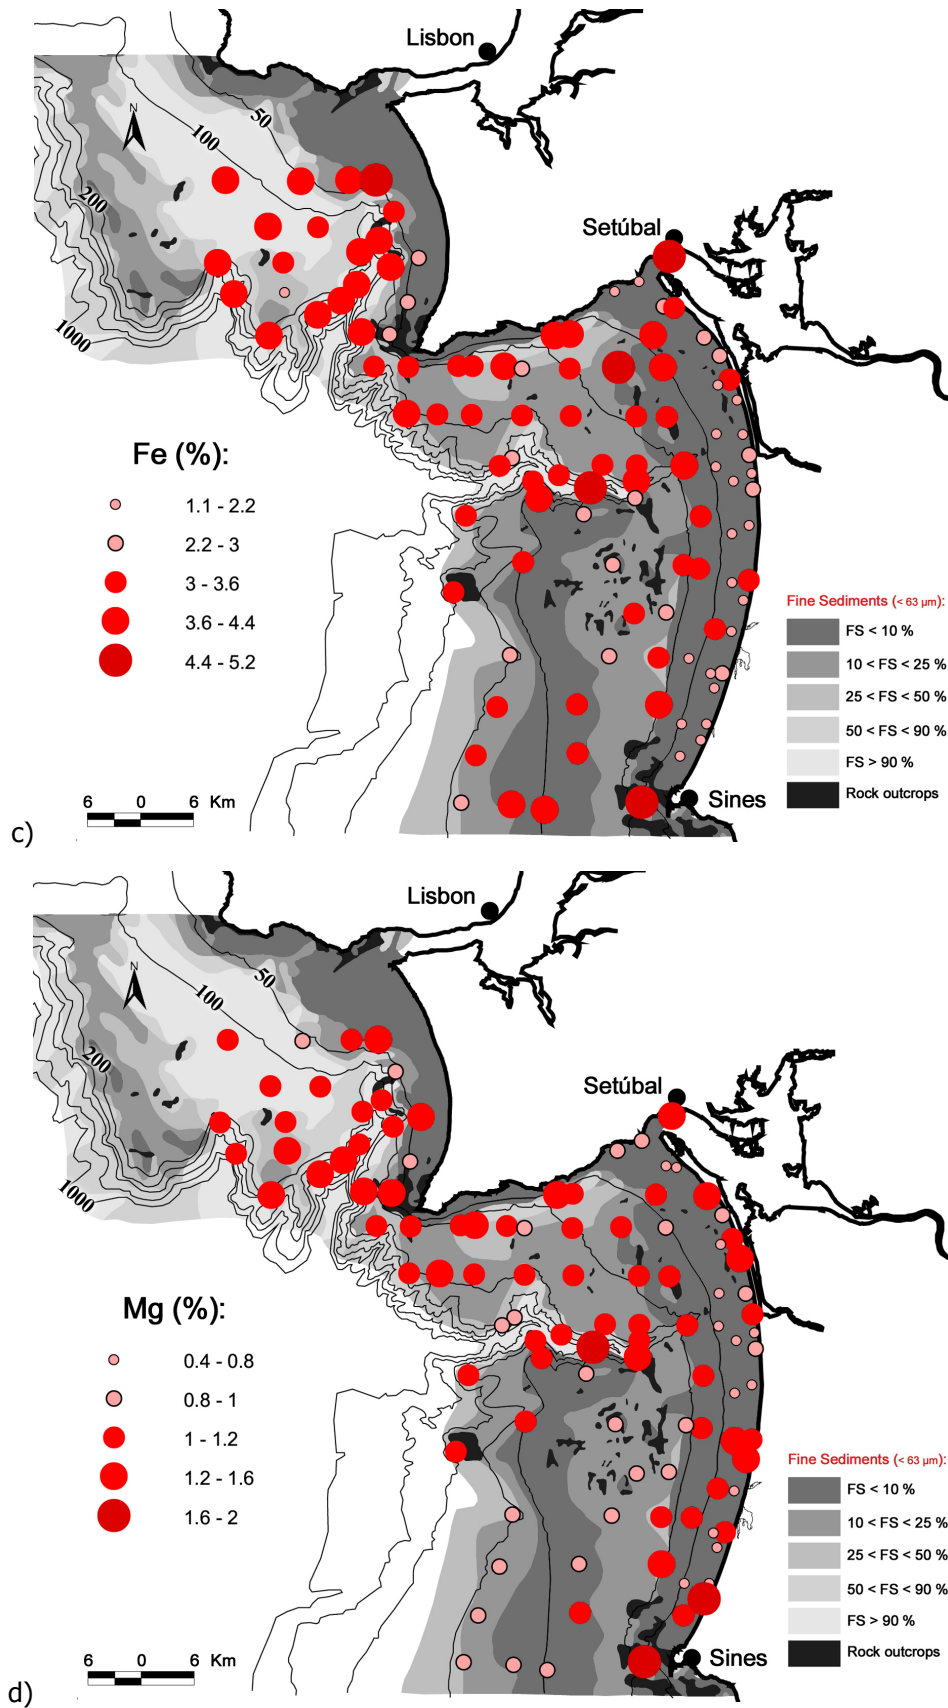 Lisbon
N
50
100
200
Setúbal
1000
Fe (%):
1.1 - 2.2
2.2 - 3
3 - 3.6
3.6 - 4.4
4.4 - 5.2
Fine Sediments (< 63 µm):
FS < 10 %
10 < FS < 25 %
25 < FS < 50 %
50 < FS < 90 %
FS > 90 %
Rock outcrops
6 0 6 Km
Sines
c)
Lisbon
N
50
100
200
Setúbal
1000
Mg (%):
0.4 - 0.8
0.8 - 1
1 - 1.2
1.2 - 1.6
1.6 - 2
Fine Sediments (< 63 µm):
FS < 10 %
10 < FS < 25 %
25 < FS < 50 %
50 < FS < 90 %
FS > 90 %
Rock outcrops
6 0 6 Km
Sines
d)